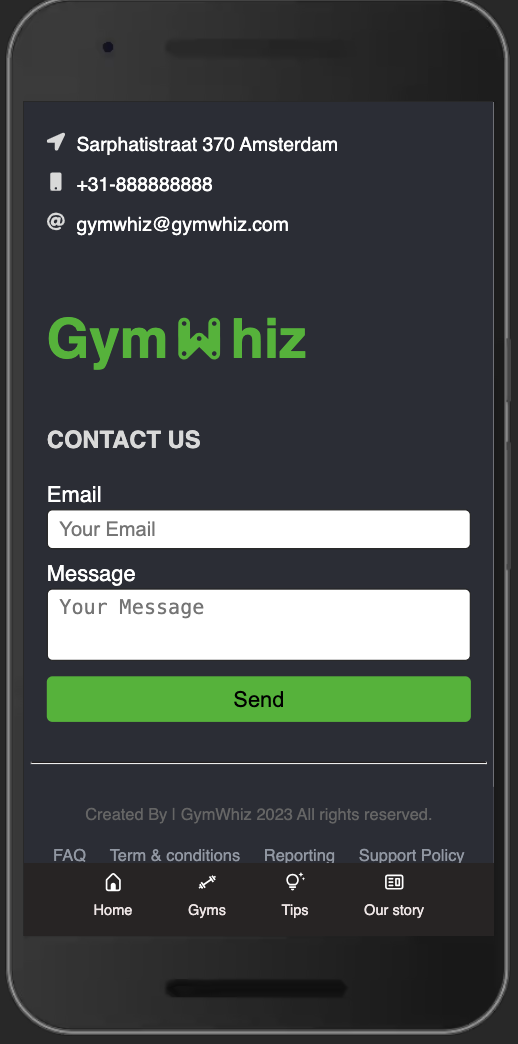 Sarphatistraat 370 Amsterdam
+31-888888888
@ gymwhiz@gymwhiz.com
GymWhiz
CONTACT US
Email
Your Email
Message
Your Message
Send
Created By | GymWhiz 2023 All rights reserved.
FAQ Term & conditions Reporting Support Policy
Home Gyms Tips Our story